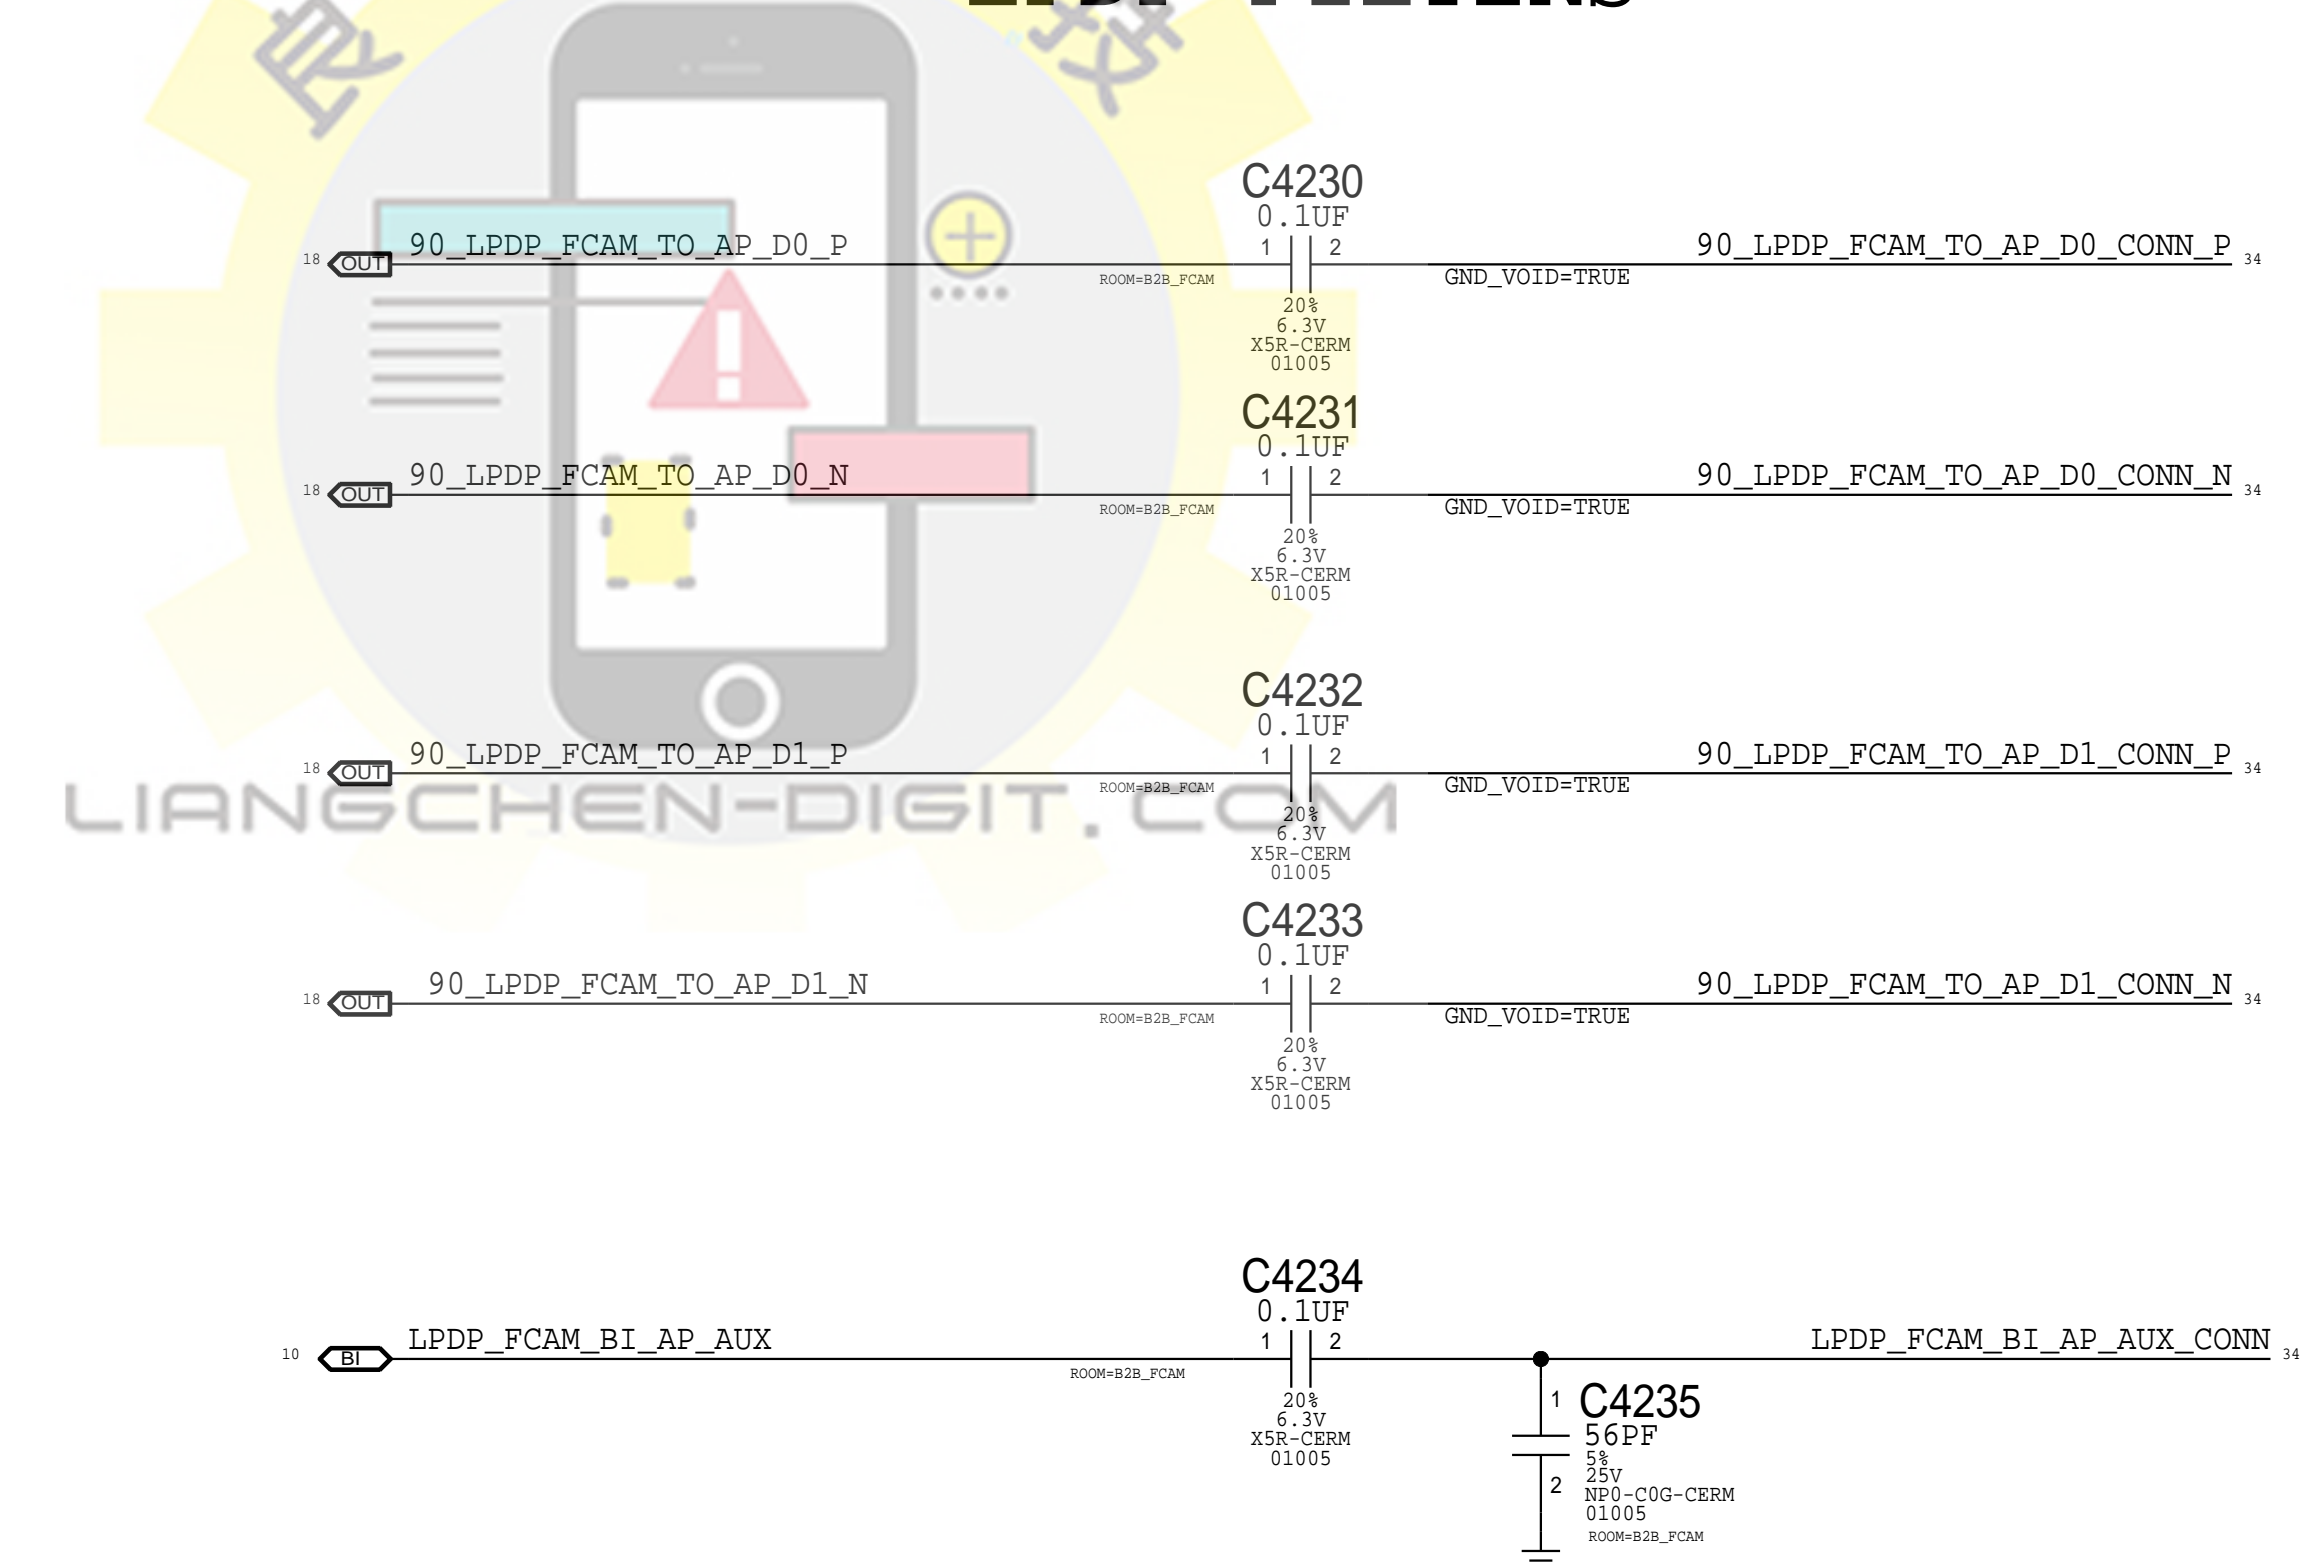 C4230
0.1UF
18 OUT 90_LPDP_FCAM_TO_AP_D0_P 1 2 90_LPDP_FCAM_TO_AP_D0_CONN_P 34
ROOM=B2B_FCAM GND_VOID=TRUE
20%
6.3V
X5R-CERM
01005
C4231
0.1UF
18 OUT 90_LPDP_FCAM_TO_AP_D0_N 1 2 90_LPDP_FCAM_TO_AP_D0_CONN_N 34
ROOM=B2B_FCAM GND_VOID=TRUE
20%
6.3V
X5R-CERM
01005
C4232
0.1UF
18 OUT 90_LPDP_FCAM_TO_AP_D1_P 1 2 90_LPDP_FCAM_TO_AP_D1_CONN_P 34
ROOM=B2B_FCAM GND_VOID=TRUE
LIANGCHEN-DIGIT.COM
20%
6.3V
X5R-CERM
01005
C4233
0.1UF
18 OUT 90_LPDP_FCAM_TO_AP_D1_N 1 2 90_LPDP_FCAM_TO_AP_D1_CONN_N 34
ROOM=B2B_FCAM GND_VOID=TRUE
20%
6.3V
X5R-CERM
01005
C4234
0.1UF
10 BI LPDP_FCAM_BI_AP_AUX 1 2 LPDP_FCAM_BI_AP_AUX_CONN 34
ROOM=B2B_FCAM
20%
6.3V
X5R-CERM
01005
1 C4235
56PF
5%
25V
2 NP0-C0G-CERM
01005
ROOM=B2B_FCAM